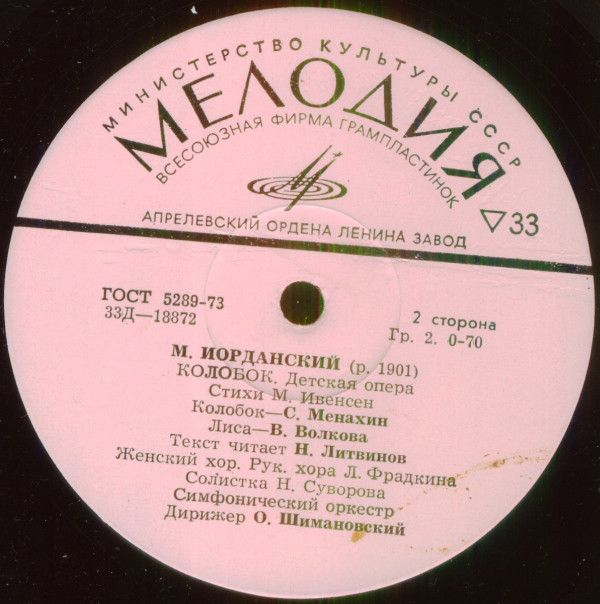 МИНИСТЕРСТВО КУЛЬТУРЫ СССР
МЕЛОДИЯ
ВСЕСОЮЗНАЯ ФИРМА ГРАМПЛАСТИНОК
33
АПРЕЛЕВСКИЙ ОРДЕНА ЛЕНИНА ЗАВОД
ГОСТ 5289-73
33Д—18872
2 сторона
Гр. 2. 0-70
М. ИОРДАНСКИЙ (р. 1901)
КОЛОБОК. Детская опера
Стихи М. Ивенсен
Колобок—С. Менахин
Лиса—В. Волкова
Текст читает Н. Литвинов
Женский хор. Рук. хора Л. Фрадкина
Солистка Н. Суворова
Симфонический оркестр
Дирижер О. Шимановский